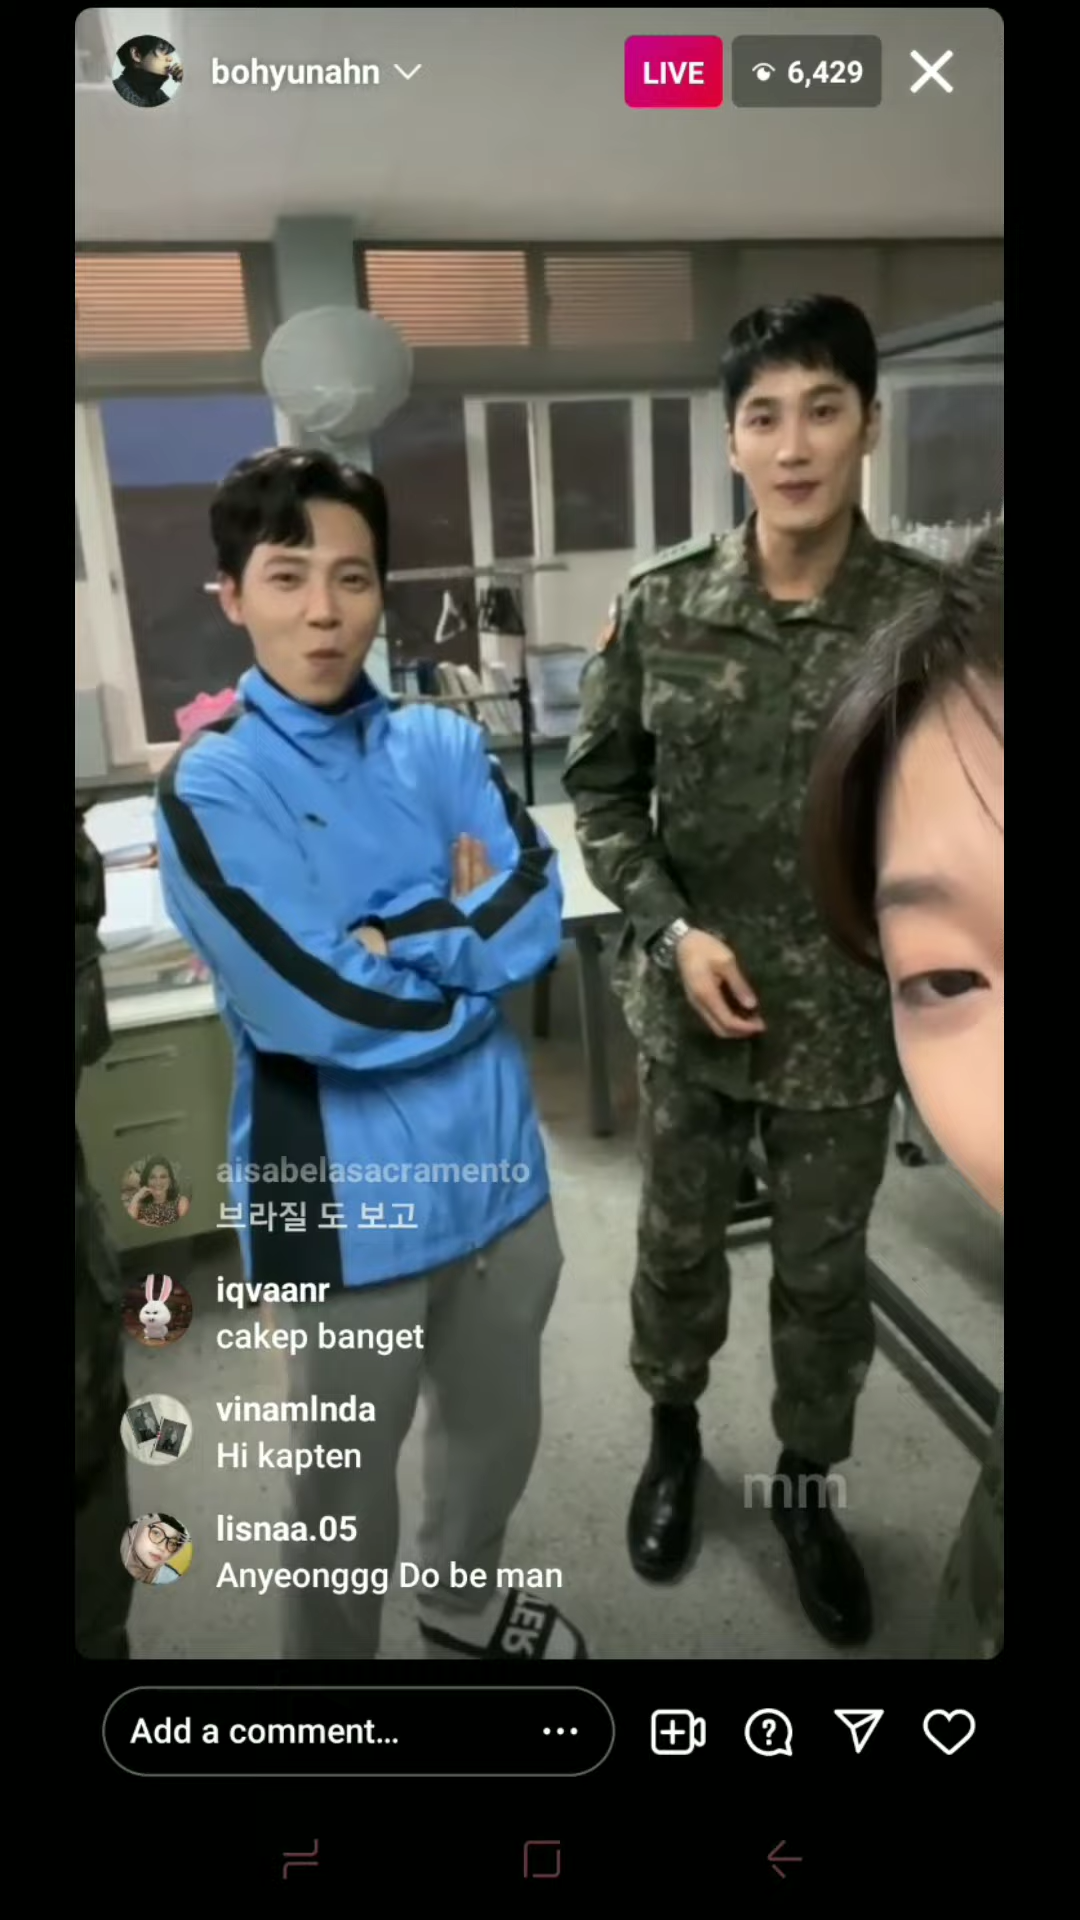 bohyunahn
LIVE
6,429
aisabelasacramento
브라질 도 보고
iqvaanr
cakep banget
vinamlnda
Hi kapten
mm
lisnaa.05
Anyeonggg Do be man
Add a comment...